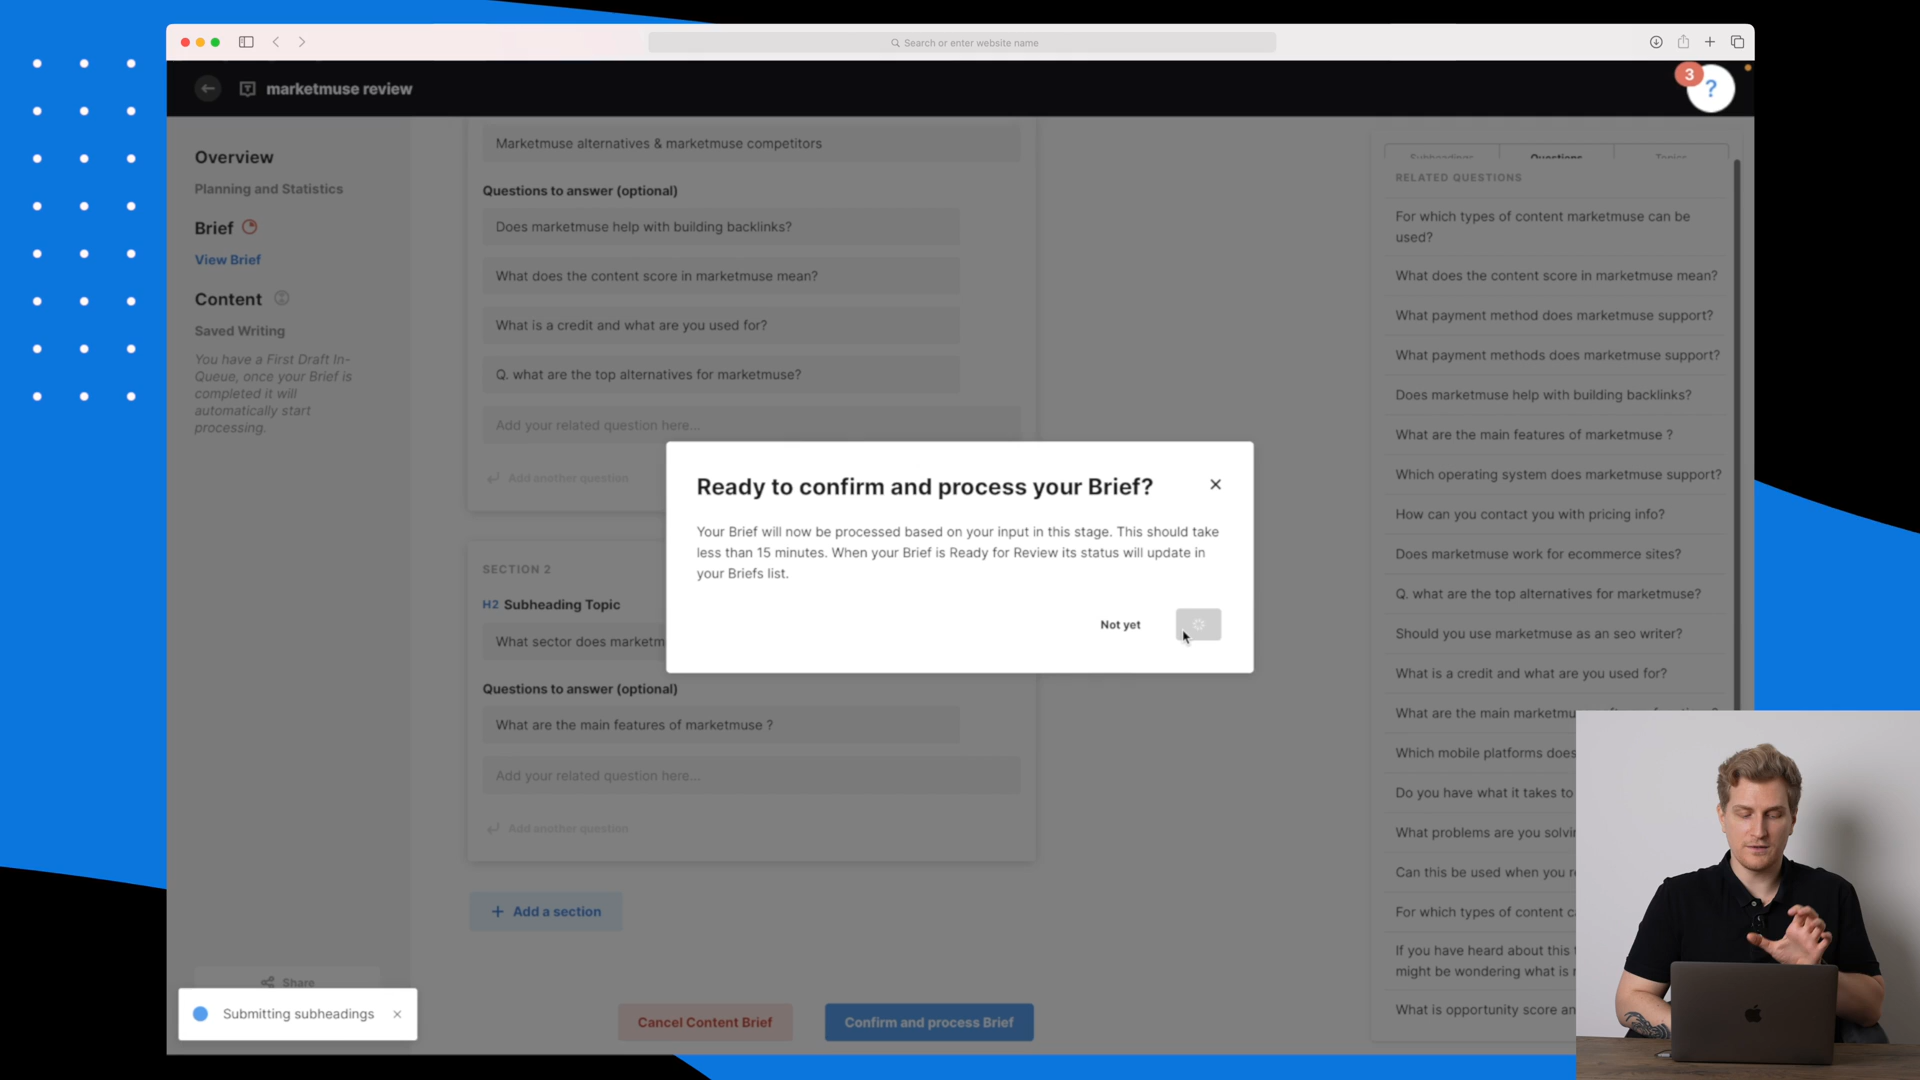 Search or enter website name
marketmuse review
3
?
Overview
Planning and Statistics
Brief
View Brief
Content
Saved Writing
You have a First Draft In-
Queue, once your Brief is
completed it will
automatically start
processing.
Share
Submitting subheadings
Marketmuse alternatives & marketmuse competitors
Questions to answer (optional)
Does marketmuse help with building backlinks?
What does the content score in marketmuse mean?
What is a credit and what are you used for?
Q. what are the top alternatives for marketmuse?
Add your related question here...
Add another question
SECTION 2
H2 Subheading Topic
What sector does marketm
Questions to answer (optional)
What are the main features of marketmuse ?
Add your related question here...
Add another question
+ Add a section
Cancel Content Brief
Confirm and process Brief
Ready to confirm and process your Brief?
Your Brief will now be processed based on your input in this stage. This should take
less than 15 minutes. When your Brief is Ready for Review its status will update in
your Briefs list.
Not yet
Subheadings Questions Topics
RELATED QUESTIONS
For which types of content marketmuse can be
used?
What does the content score in marketmuse mean?
What payment method does marketmuse support?
What payment methods does marketmuse support?
Does marketmuse help with building backlinks?
What are the main features of marketmuse ?
Which operating system does marketmuse support?
How can you contact you with pricing info?
Does marketmuse work for ecommerce sites?
Q. what are the top alternatives for marketmuse?
Should you use marketmuse as an seo writer?
What is a credit and what are you used for?
What are the main marketmu
Which mobile platforms does
Do you have what it takes to
What problems are you solvi
Can this be used when you r
For which types of content c
If you have heard about this
might be wondering what is
What is opportunity score an